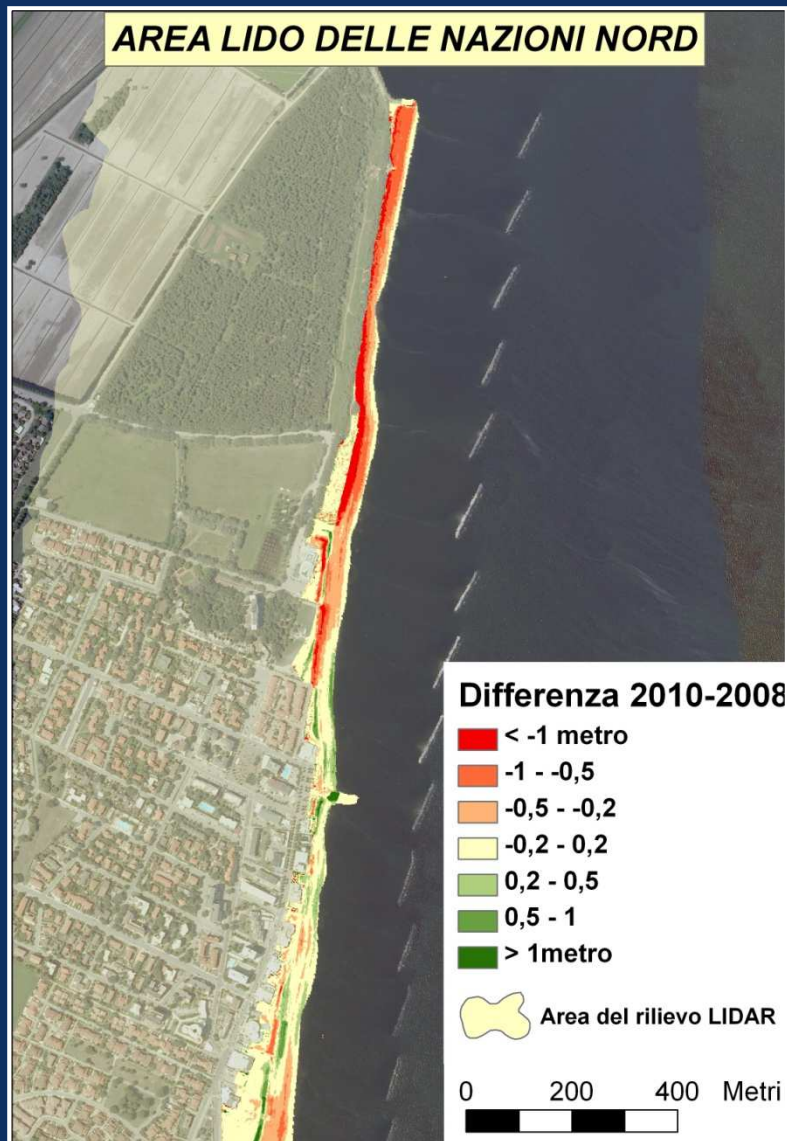 AREA LIDO DELLE NAZIONI NORD
Differenza 2010-2008
< -1 metro
-1 - -0,5
-0,5 - -0,2
-0,2 - 0,2
0,2 - 0,5
0,5 - 1
> 1metro
Area del rilievo LIDAR
0 200 400 Metri